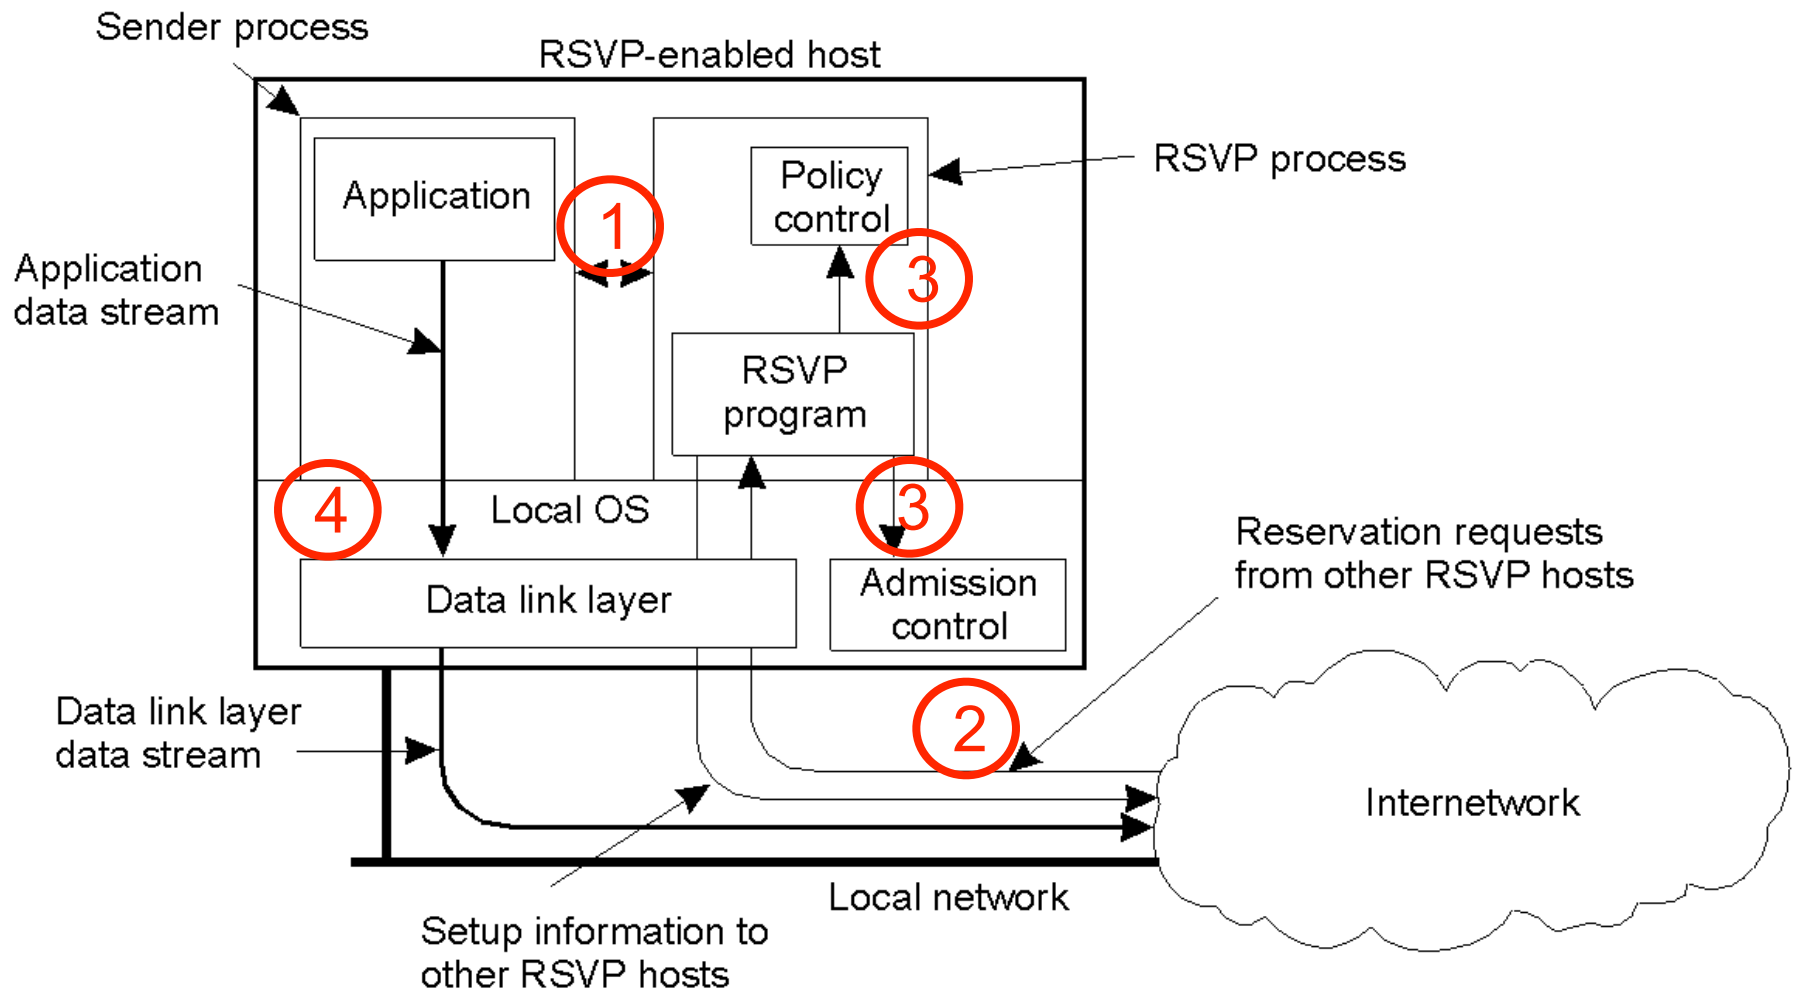 Sender process
RSVP-enabled host
Application
Policy
control
RSVP process
1
3
Application
data stream
RSVP
program
4
Local OS
3
Reservation requests
from other RSVP hosts
Data link layer
Admission
control
Data link layer
data stream
2
Internetwork
Local network
Setup information to
other RSVP hosts